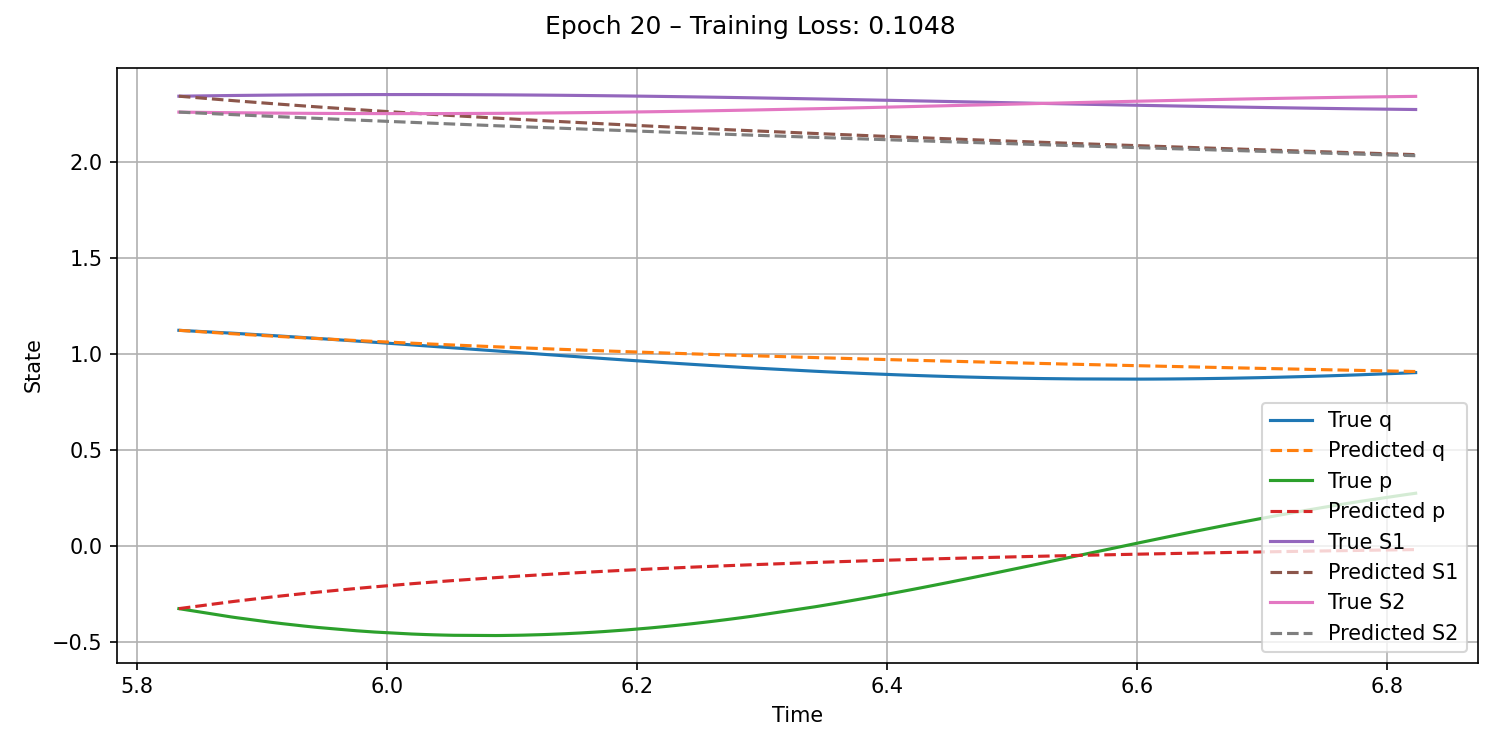 Epoch 20 – Training Loss: 0.1048
State
2.0
1.5
1.0
0.5
0.0
−0.5
5.8 6.0 6.2 6.4 6.6 6.8
Time
True q
Predicted q
True p
Predicted p
True S1
Predicted S1
True S2
Predicted S2